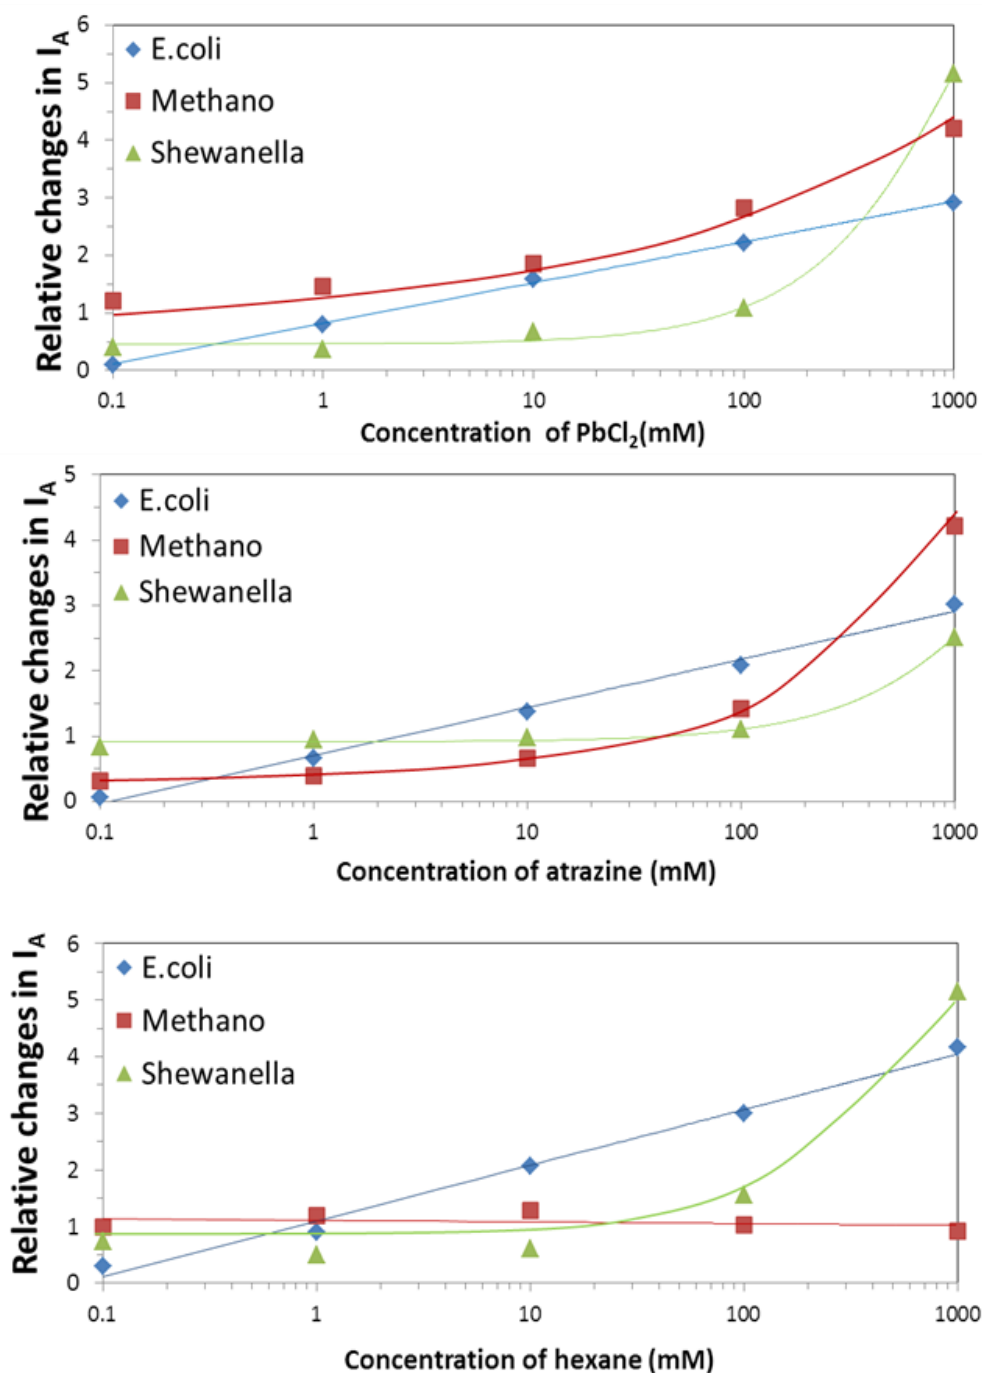 Relative changes in I_A
6
5
4
3
2
1
0
E.coli
Methano
Shewanella
0.1 1 10 100 1000
Concentration of PbCl₂(mM)
Relative changes in I_A
5
4
3
2
1
0
E.coli
Methano
Shewanella
0.1 1 10 100 1000
Concentration of atrazine (mM)
Relative changes in I_A
6
5
4
3
2
1
0
E.coli
Methano
Shewanella
0.1 1 10 100 1000
Concentration of hexane (mM)